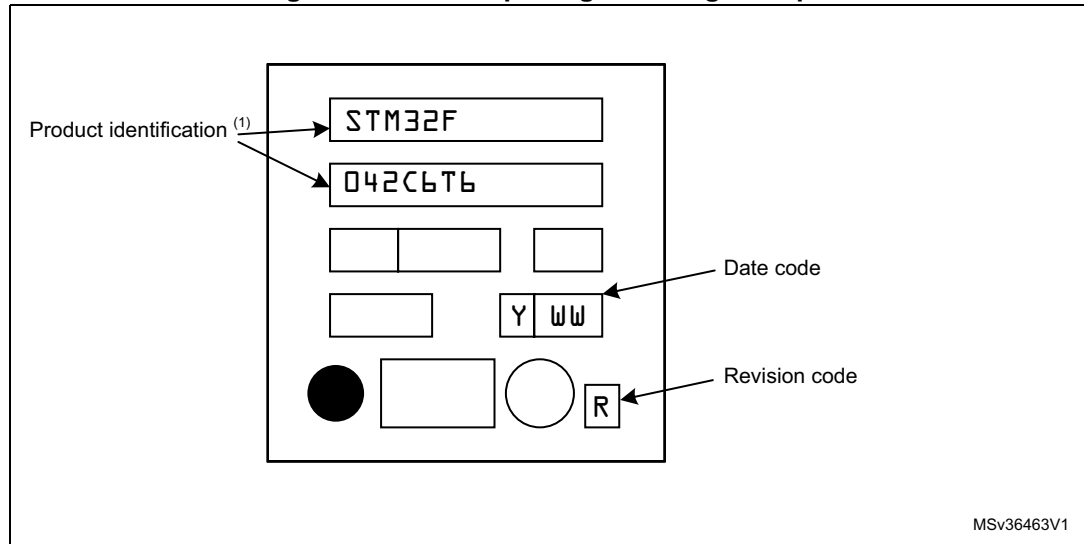 Product identification (1)
STM32F
042C6T6
Date code
Y WW
Revision code
R
MSv36463V1